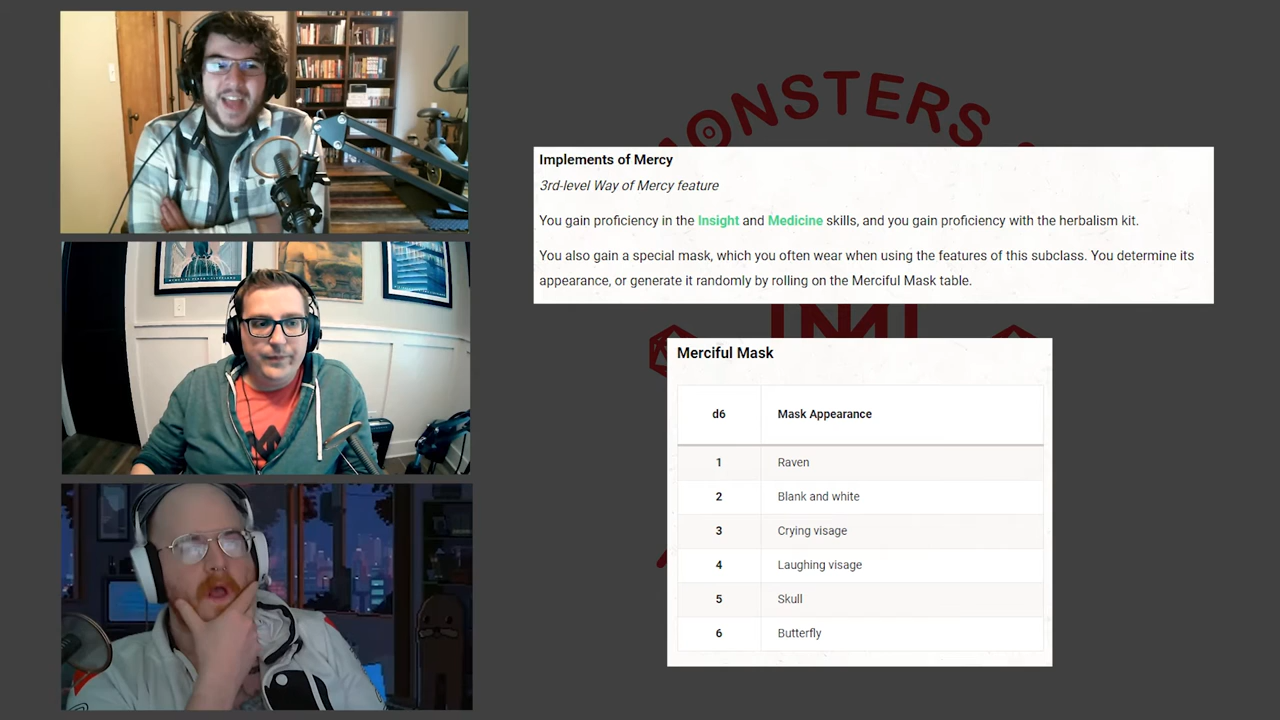 MONSTERS
Implements of Mercy
3rd-level Way of Mercy feature
You gain proficiency in the Insight and Medicine skills, and you gain proficiency with the herbalism kit.
You also gain a special mask, which you often wear when using the features of this subclass. You determine its
appearance, or generate it randomly by rolling on the Merciful Mask table.
Merciful Mask
d6 Mask Appearance
1 Raven
2 Blank and white
3 Crying visage
4 Laughing visage
5 Skull
6 Butterfly